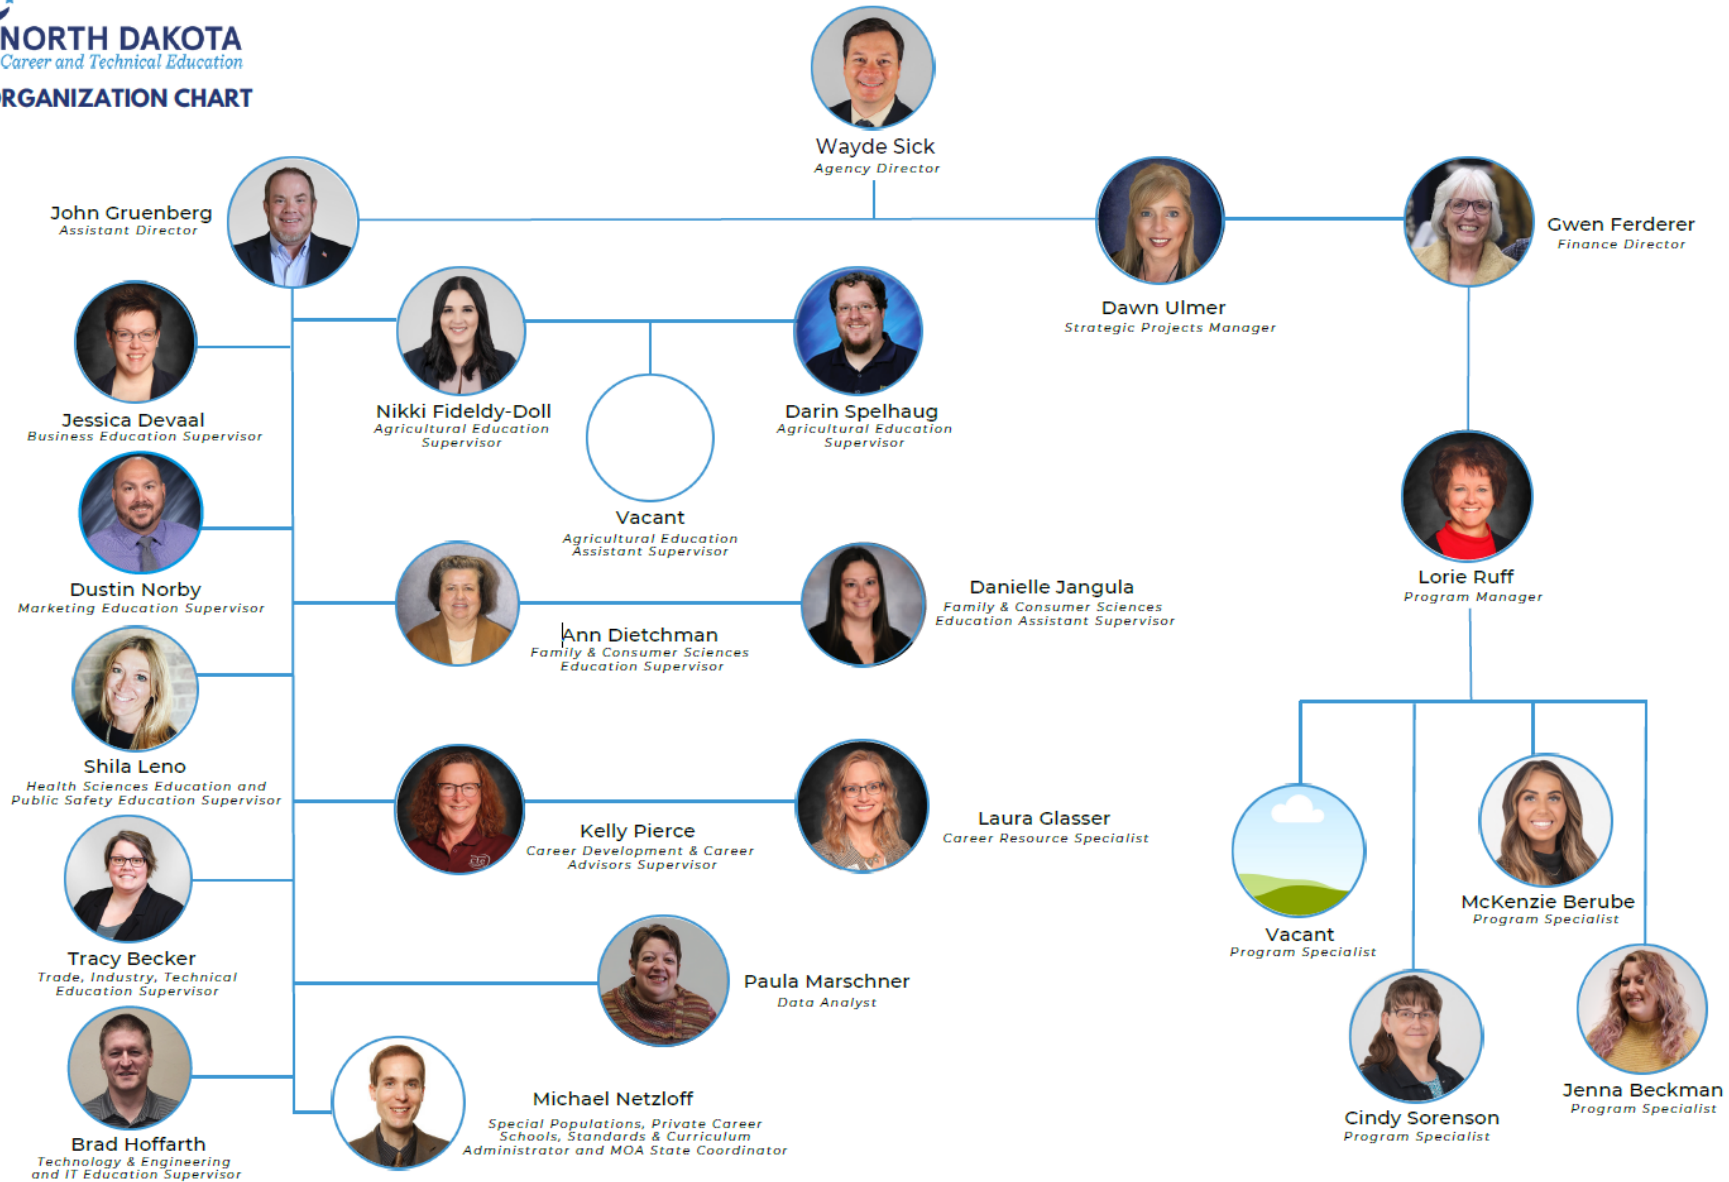 NORTH DAKOTA
Career and Technical Education
ORGANIZATION CHART
Wayde Sick
Agency Director
John Gruenberg
Assistant Director
Dawn Ulmer
Strategic Projects Manager
Gwen Ferderer
Finance Director
Jessica Devaal
Business Education Supervisor
Nikki Fideldy-Doll
Agricultural Education
Supervisor
Darin Spelhaug
Agricultural Education
Supervisor
Vacant
Agricultural Education
Assistant Supervisor
Dustin Norby
Marketing Education Supervisor
Ann Dietchman
Family & Consumer Sciences
Education Supervisor
Danielle Jangula
Family & Consumer Sciences
Education Assistant Supervisor
Lorie Ruff
Program Manager
Shila Leno
Health Sciences Education and
Public Safety Education Supervisor
Kelly Pierce
Career Development & Career
Advisors Supervisor
Laura Glasser
Career Resource Specialist
Tracy Becker
Trade, Industry, Technical
Education Supervisor
Paula Marschner
Data Analyst
Brad Hoffarth
Technology & Engineering
and IT Education Supervisor
Michael Netzloff
Special Populations, Private Career
Schools, Standards & Curriculum
Administrator and MOA State Coordinator
Vacant
Program Specialist
McKenzie Berube
Program Specialist
Cindy Sorenson
Program Specialist
Jenna Beckman
Program Specialist